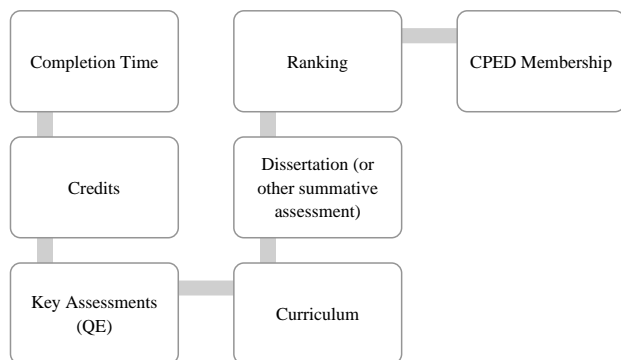 Completion Time
Credits
Key Assessments
(QE)
Curriculum
Dissertation (or
other summative
assessment)
Ranking
CPED Membership